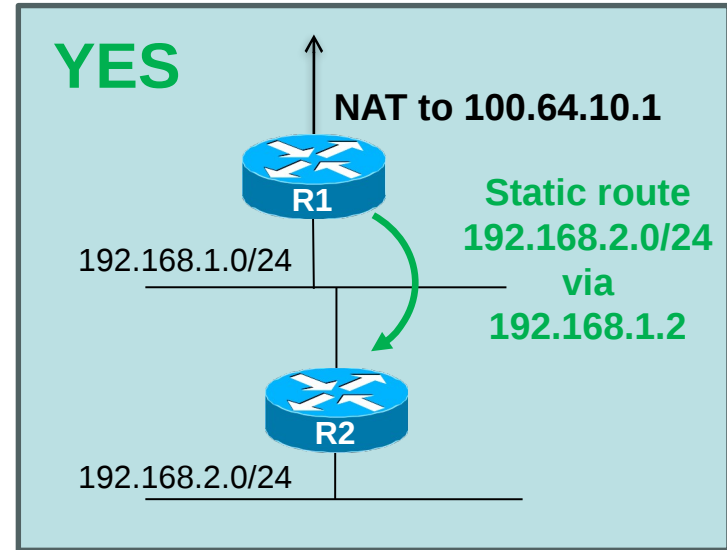 YES
NAT to 100.64.10.1
R1
Static route
192.168.2.0/24
via
192.168.1.2
192.168.1.0/24
R2
192.168.2.0/24